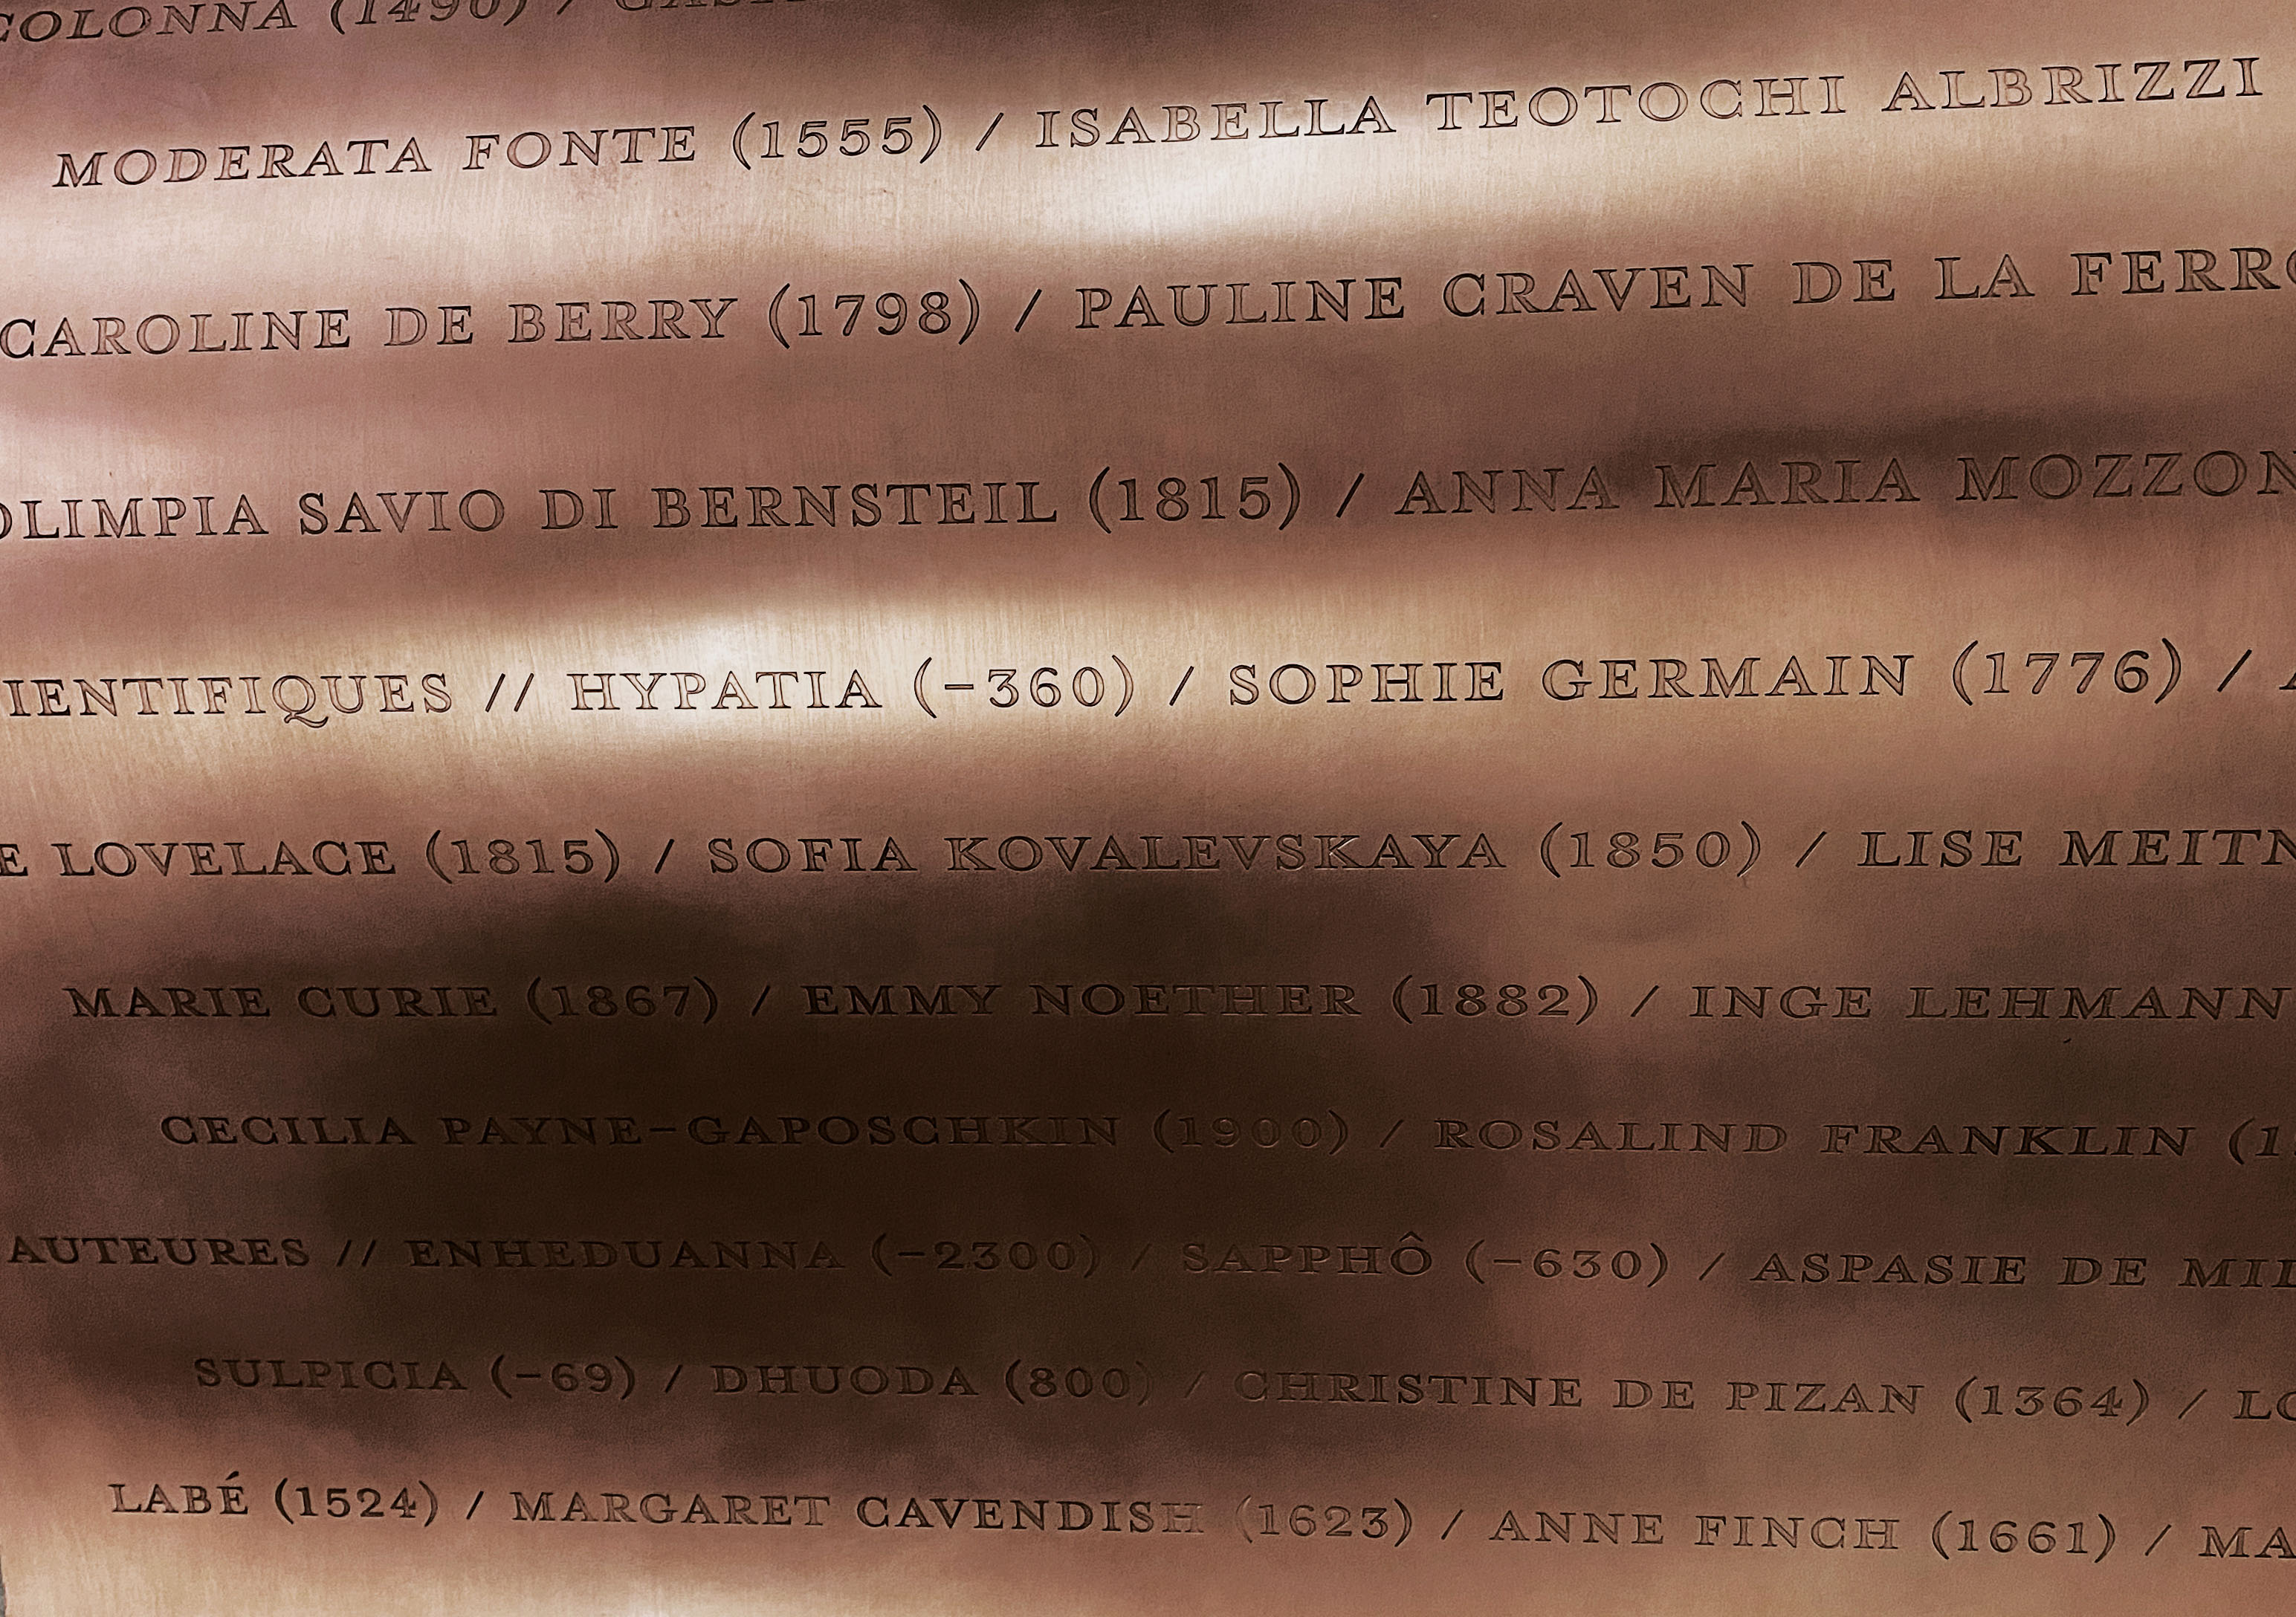 COLONNA (1490) /
MODERATA FONTE (1555) / ISABELLA TEOTOCHI ALBRIZZI
CAROLINE DE BERRY (1798) / PAULINE CRAVEN DE LA
OLIMPIA SAVIO DI BERNSTEIL (1815) / ANNA MARIA
// HYPATIA (-360) / SOPHIE GERMAIN (1776) /
LOVELACE (1815) / SOFIA KOVALEVSKAYA (1850) / LISE
MARIE CURIE (1867) / EMMY NOETHER (1882) / INGE LEHMANN
CECILIA PAYNE-GAPOSCHKIN (1900) / ROSALIND FRANKLIN
AUTEURES // ENHEDUANNA (-2300) / SAPPHÔ (-630) / ASPASIE DE
SULPICIA (-69) / DHUODA (800) / CHRISTINE DE PIZAN (1364) /
LABÉ (1524) / MARGARET CAVENDISH (1623) / ANNE FINCH (1661) /